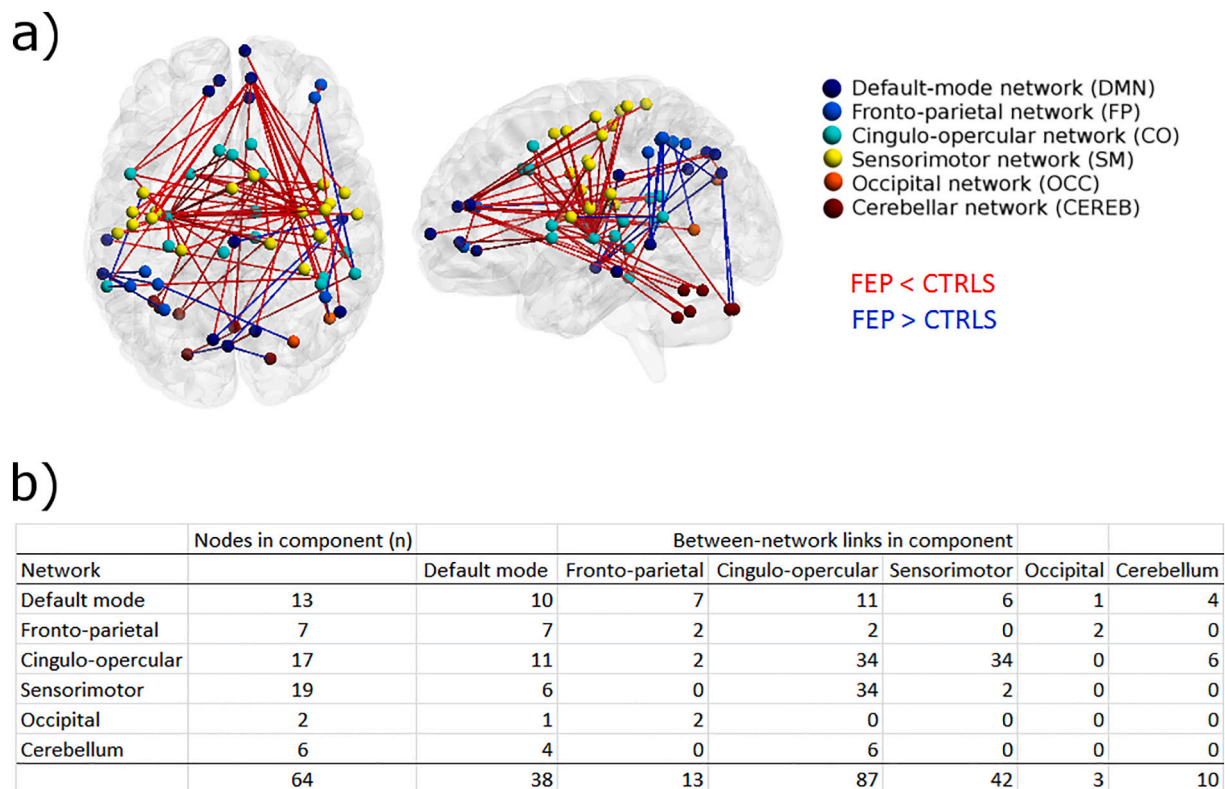 a)
Default-mode network (DMN)
Fronto-parietal network (FP)
Cingulo-opercular network (CO)
Sensorimotor network (SM)
Occipital network (OCC)
Cerebellar network (CEREB)
FEP < CTRLS
FEP > CTRLS
b)
Nodes in component (n) Between-network links in component
Network Default mode Fronto-parietal Cingulo-opercular Sensorimotor Occipital Cerebellum
Default mode 13 10 7 11 6 1 4
Fronto-parietal 7 7 2 2 0 2 0
Cingulo-opercular 17 11 2 34 34 0 6
Sensorimotor 19 6 0 34 2 0 0
Occipital 2 1 2 0 0 0 0
Cerebellum 6 4 0 6 0 0 0
64 38 13 87 42 3 10